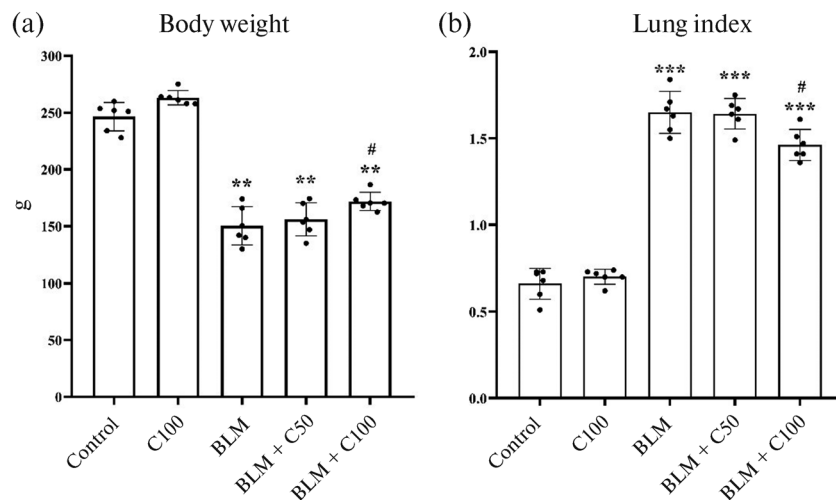 (a) Body weight
g
300
250
200
150
100
50
0
** ** # **
Control C100 BLM BLM + C50 BLM + C100
(b) Lung index
2.0
1.5
1.0
0.5
0.0
*** *** # ***
Control C100 BLM BLM + C50 BLM + C100